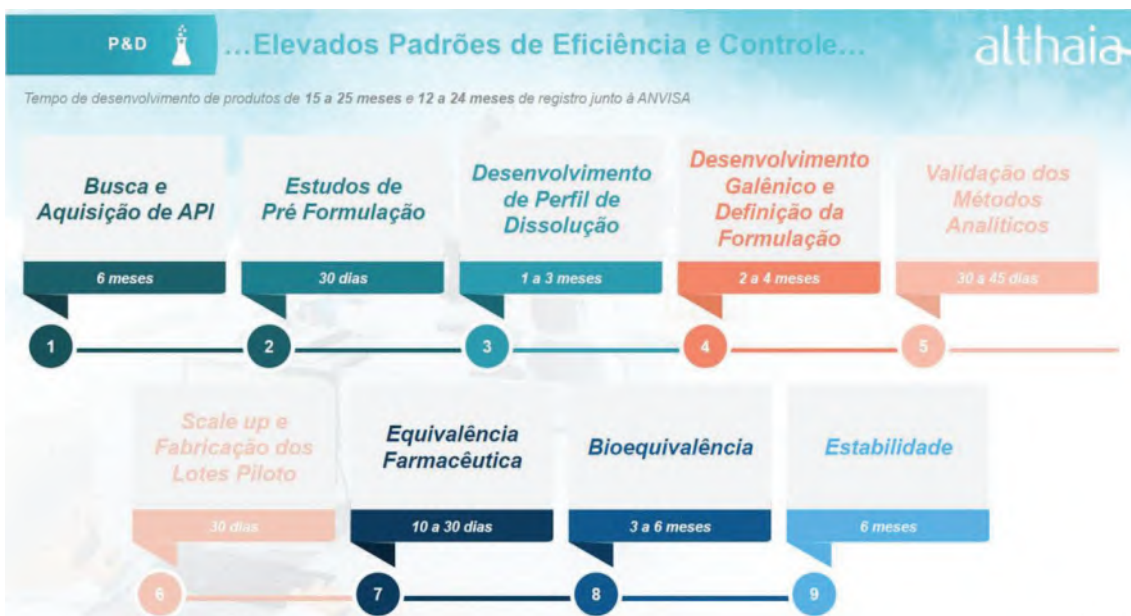 P&D
...Elevados Padrões de Eficiência e Controle...
althaia
Tempo de desenvolvimento de produtos de 15 a 25 meses e 12 a 24 meses de registro junto à ANVISA
Busca e
Aquisição de API
6 meses
1
Estudos de
Pré Formulação
30 dias
2
Desenvolvimento
de Perfil de
Dissolução
1 a 3 meses
3
Desenvolvimento
Galênico e
Definição da
Formulação
2 a 4 meses
4
Validação dos
Métodos
Analíticos
30 a 45 dias
5
Scale up e
Fabricação dos
Lotes Piloto
30 dias
6
Equivalência
Farmacêutica
10 a 30 dias
7
Bioequivalência
3 a 6 meses
8
Estabilidade
6 meses
9